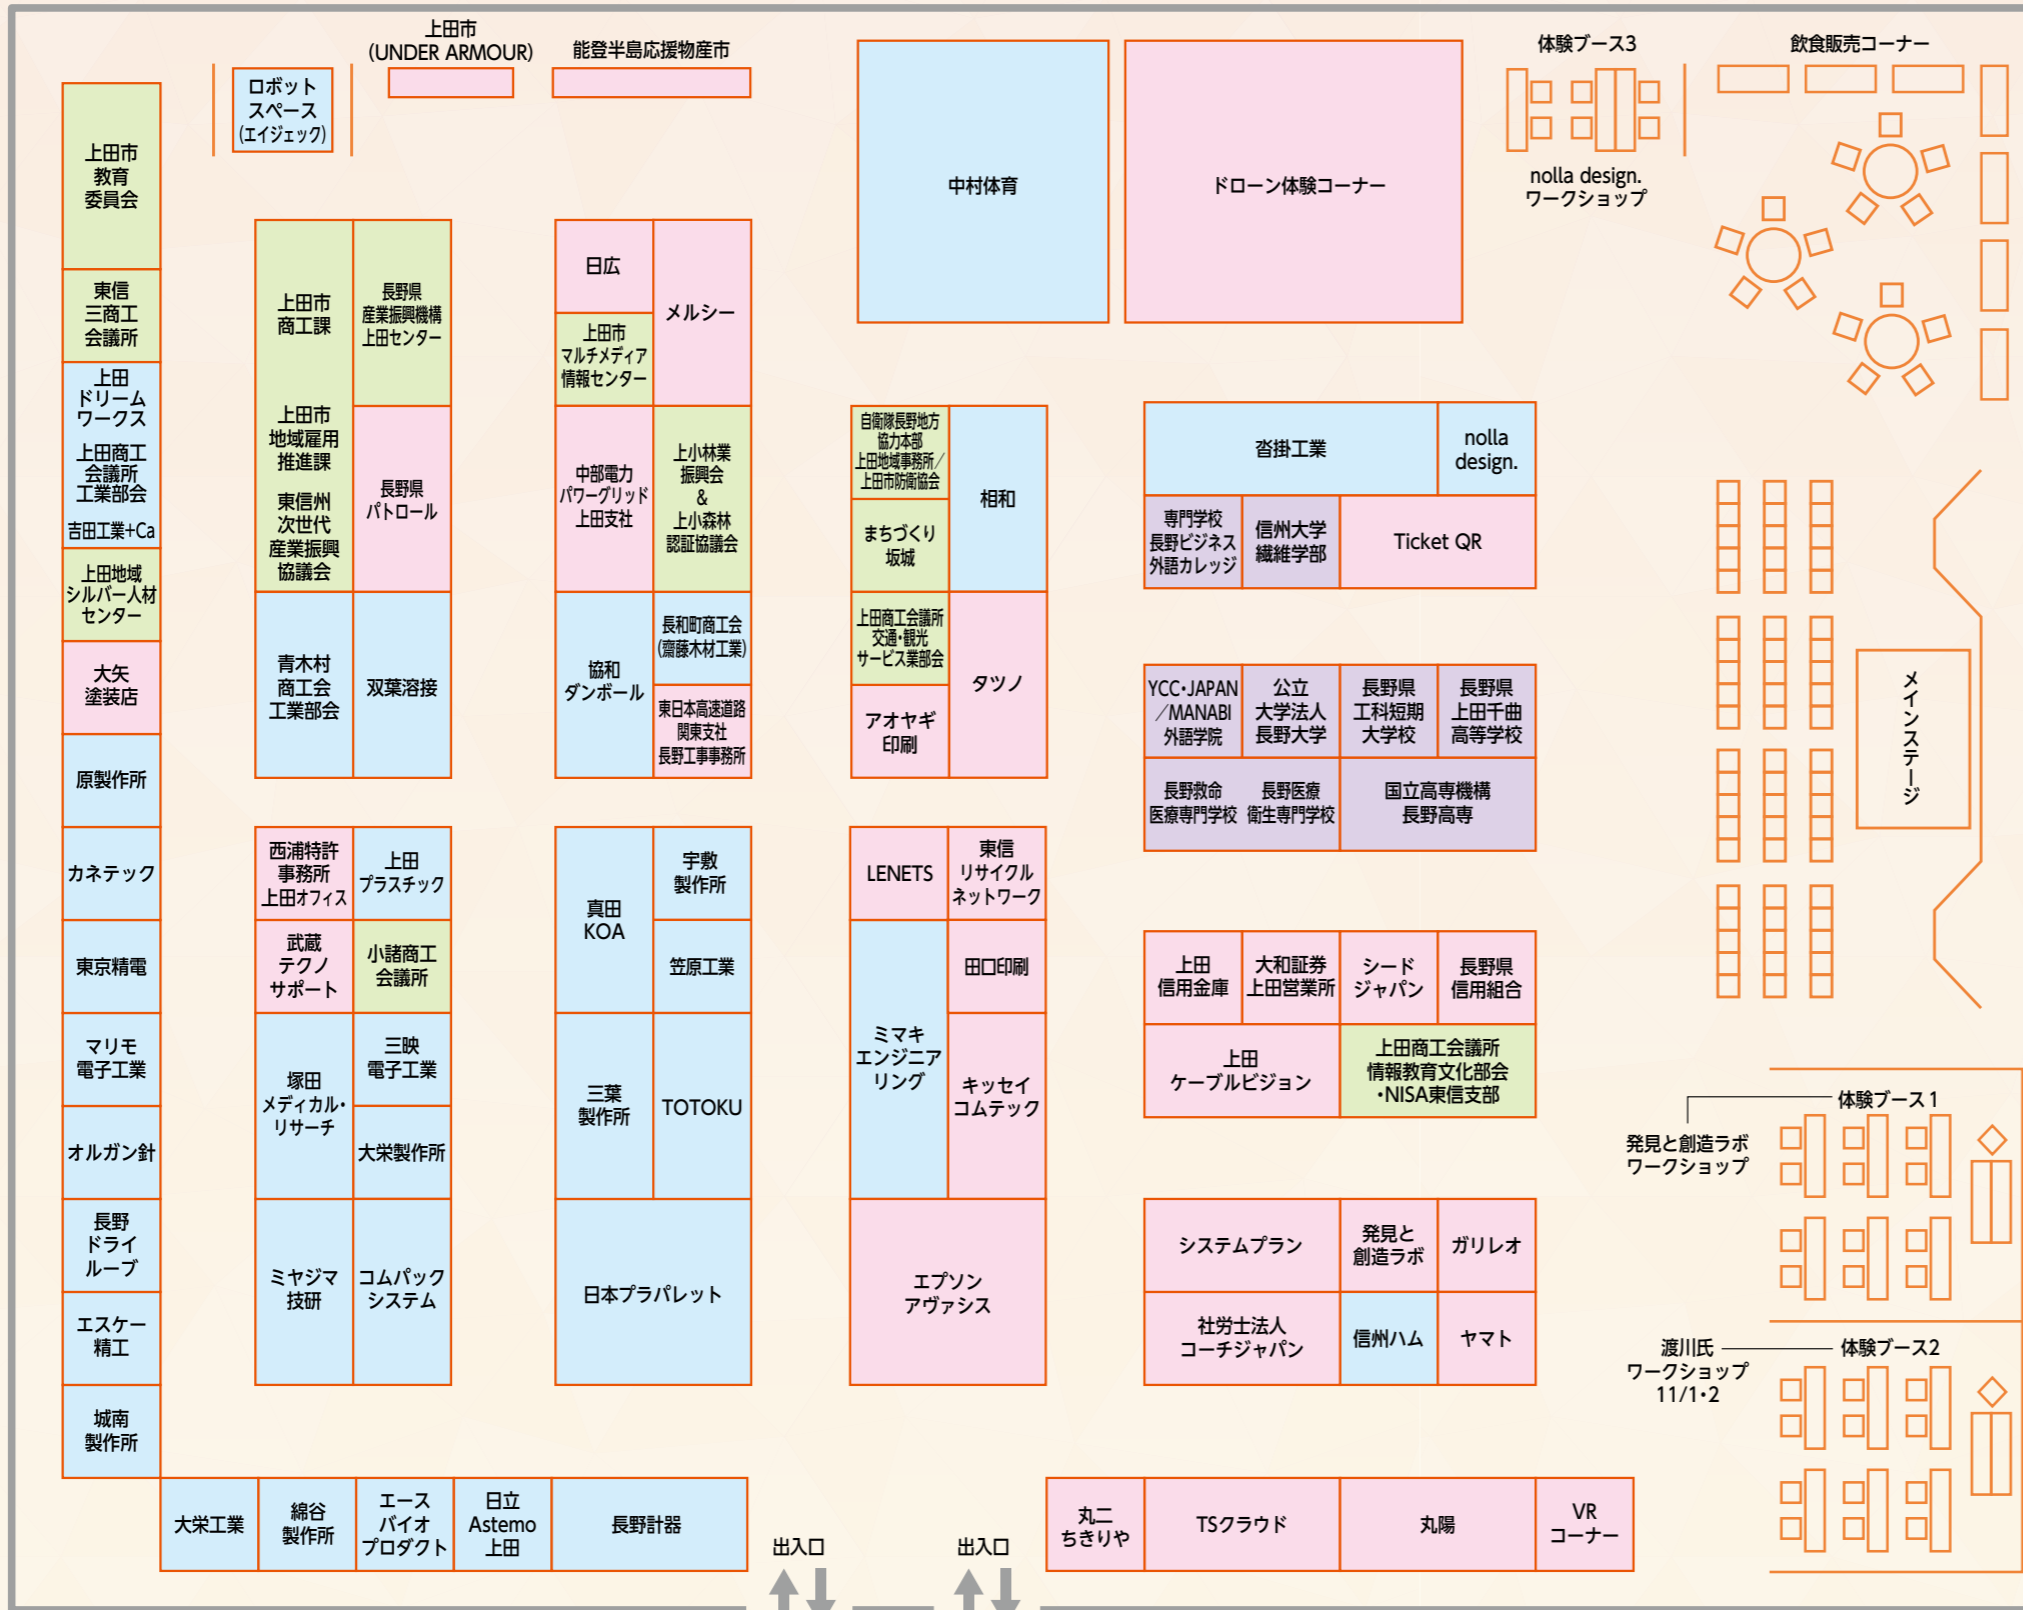 上田市
(UNDER ARMOUR)
能登半島応援物産市
体験ブース3
飲食販売コーナー
ロボット
スペース
(エイジェック)
中村体育
ドローン体験コーナー
nolla design.
ワークショップ
上田市
教育
委員会
東信
三商工
会議所
上田
ドリーム
ワークス
上田商工
会議所
工業部会
吉田工業+Ca
上田地域
シルバー人材
センター
大矢
塗装店
原製作所
カネテック
東京精電
マリモ
電子工業
オルガン針
長野
ドライ
ルーブ
エスケー
精工
城南
製作所
上田市
商工課
上田市
地域雇用
推進課
東信州
次世代
産業振興
協議会
長野県
産業振興機構
上田センター
長野県
パトロール
青木村
商工会
工業部会
双葉溶接
西浦特許
事務所
上田オフィス
上田
プラスチック
武蔵
テクノ
サポート
小諸商工
会議所
塚田
メディカル・
リサーチ
三映
電子工業
大栄製作所
ミヤジマ
技研
コムパック
システム
日広
メルシー
上田市
マルチメディア
情報センター
中部電力
パワーグリッド
上田支社
上小林業
振興会
&
上小森林
認証協議会
協和
ダンボール
長和町商工会
(齋藤木材工業)
東日本高速道路
関東支社
長野工事事務所
真田
KOA
宇敷
製作所
笠原工業
三葉
製作所
TOTOKU
日本プラパレット
自衛隊長野地方
協力本部
上田地域事務所/
上田市防衛協会
相和
まちづくり
坂城
上田商工会議所
交通・観光
サービス業部会
タツノ
アオヤギ
印刷
LENETS
東信
リサイクル
ネットワーク
ミマキ
エンジニア
リング
田口印刷
キッセイ
コムテック
エプソン
アヴァシス
沓掛工業
nolla
design.
専門学校
長野ビジネス
外語カレッジ
信州大学
繊維学部
Ticket QR
YCC・JAPAN
/MANABI
外語学院
公立
大学法人
長野大学
長野県
工科短期
大学校
長野県
上田千曲
高等学校
長野救命
医療専門学校
長野医療
衛生専門学校
国立高専機構
長野高専
上田
信用金庫
大和証券
上田営業所
シード
ジャパン
長野県
信用組合
上田
ケーブルビジョン
上田商工会議所
情報教育文化部会
・NISA東信支部
システムプラン
発見と
創造ラボ
ガリレオ
社労士法人
コーチジャパン
信州ハム
ヤマト
メインステージ
体験ブース1
発見と創造ラボ
ワークショップ
体験ブース2
渡川氏
ワークショップ
11/1・2
大栄工業
綿谷
製作所
エース
バイオ
プロダクト
日立
Astemo
上田
長野計器
出入口
出入口
丸二
ちきりや
TSクラウド
丸陽
VR
コーナー